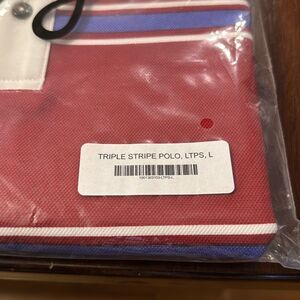 TRIPLE STRIPE POLO, LTPS, L